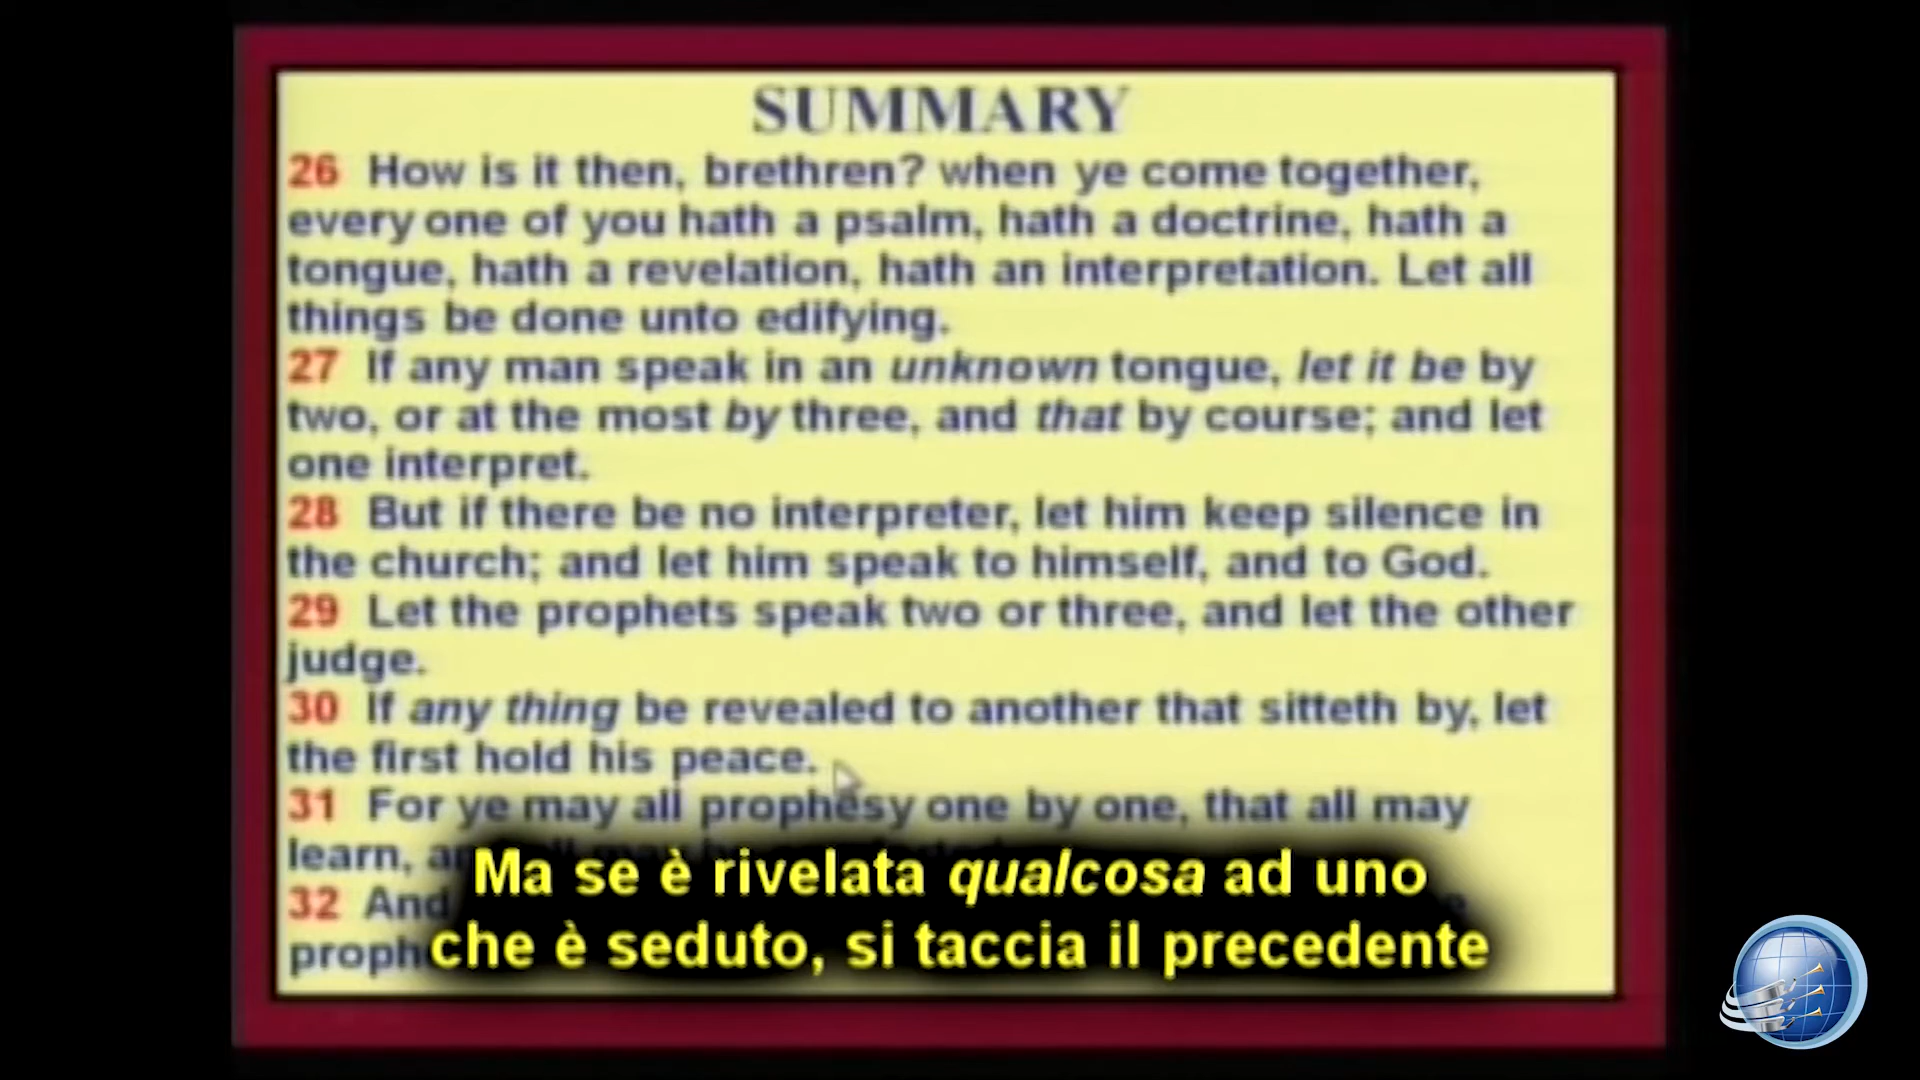 SUMMARY
26 How is it then, brethren? when ye come together,
every one of you hath a psalm, hath a doctrine, hath a
tongue, hath a revelation, hath an interpretation. Let all
things be done unto edifying.
27 If any man speak in an unknown tongue, let it be by
two, or at the most by three, and that by course; and let
one interpret.
28 But if there be no interpreter, let him keep silence in
the church; and let him speak to himself, and to God.
29 Let the prophets speak two or three, and let the other
judge.
30 If any thing be revealed to another that sitteth by, let
the first hold his peace.
31 For ye may all prophesy one by one, that all may
learn,
32 And
Ma se è rivelata qualcosa ad uno
che è seduto, si taccia il precedente